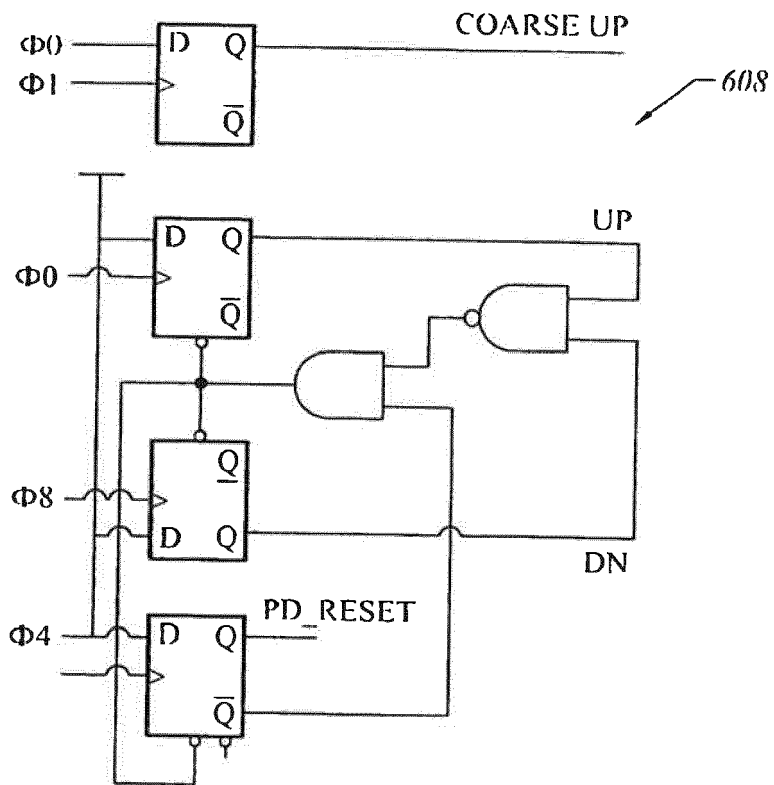 COARSE UP
Φ0 D Q
Φ1
Q̅
608
D Q UP
Φ0
Q̅
Q
Φ8
D Q
DN
PD_RESET
Φ4 D Q
Q̅